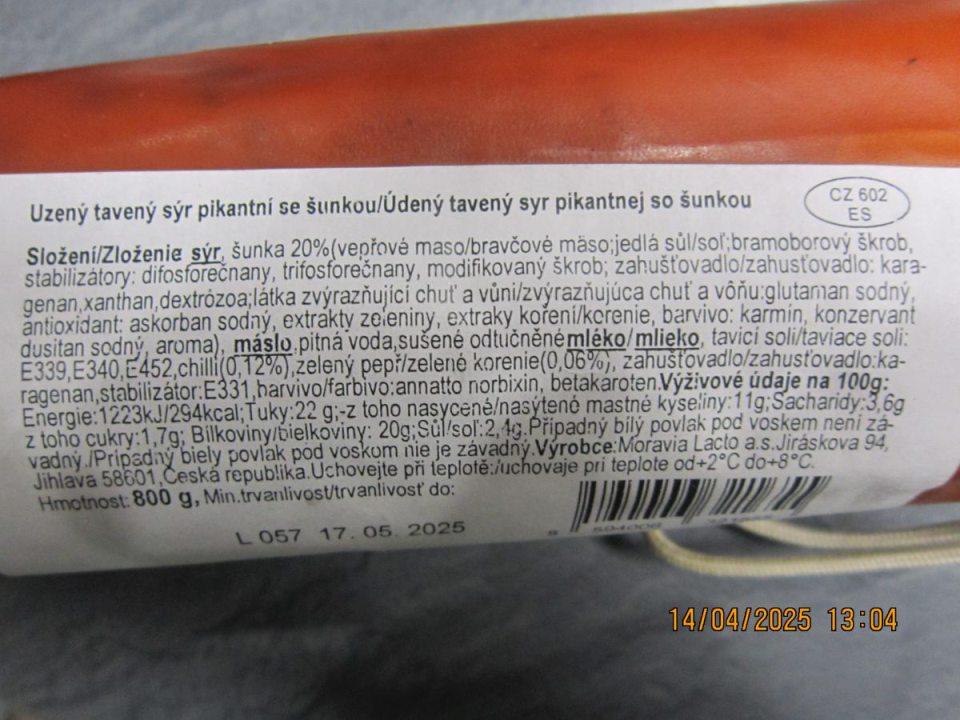 Uzený tavený sýr pikantní se šunkou/Údený tavený syr pikantnej so šunkou
CZ 602
ES
Složení/Zloženie sýr, šunka 20%(vepřové maso/bravčové mäso;jedlá sůl/soľ;bramoborový škrob,
stabilizátory: difosforečnany, trifosforečnany, modifikovaný škrob; zahušťovadlo/zahusťovadlo: kara-
genan,xanthan,dextróza;látka zvýrazňující chuť a vůni/zvýrazňujúca chuť a vôňu:glutaman sodný,
antioxidant: askorban sodný, extrakty zeleniny, extraky koření/korenie, barvivo: karmín, konzervant
dusitan sodný, aroma), máslo,pitná voda,sušené odtučněné mléko/mlieko, tavící soli/taviace soli:
E339,E340,E452,chilli(0,12%),zelený pepř/zelené korenie(0,06%), zahušťovadlo/zahusťovadlo:ka-
ragenan,stabilizátor:E331,barvivo/farbivo:annatto norbixin, betakaroten.Výživové údaje na 100g:
Energie:1223kJ/294kcal;Tuky:22 g;-z toho nasycené/nasýtené mastné kyseliny:11g;Sacharidy:3,6g
z toho cukry:1,7g; Bílkoviny/bielkoviny: 20g;Sůl/soľ:2,4g.Případný bílý povlak pod voskem není zá-
vadný./Prípadný biely povlak pod voskom nie je závadný.Výrobce:Moravia Lacto a.s.Jiráskova 94,
Jihlava 58601,Česká republika.Uchovejte při teplotě:/uchovaje pri teplote od+2°C do+8°C.
Hmotnost: 800 g, Min.trvanlivost/trvanlivosť do:
L 057 17. 05. 2025
14/04/2025 13:04